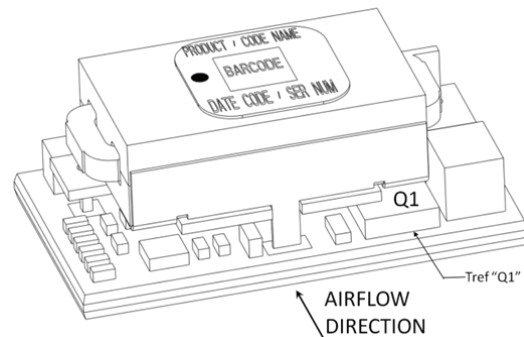 PRODUCT / CODE NAME
BARCODE
DATE CODE / SER NUM
Q1
Tref "Q1"
AIRFLOW
DIRECTION